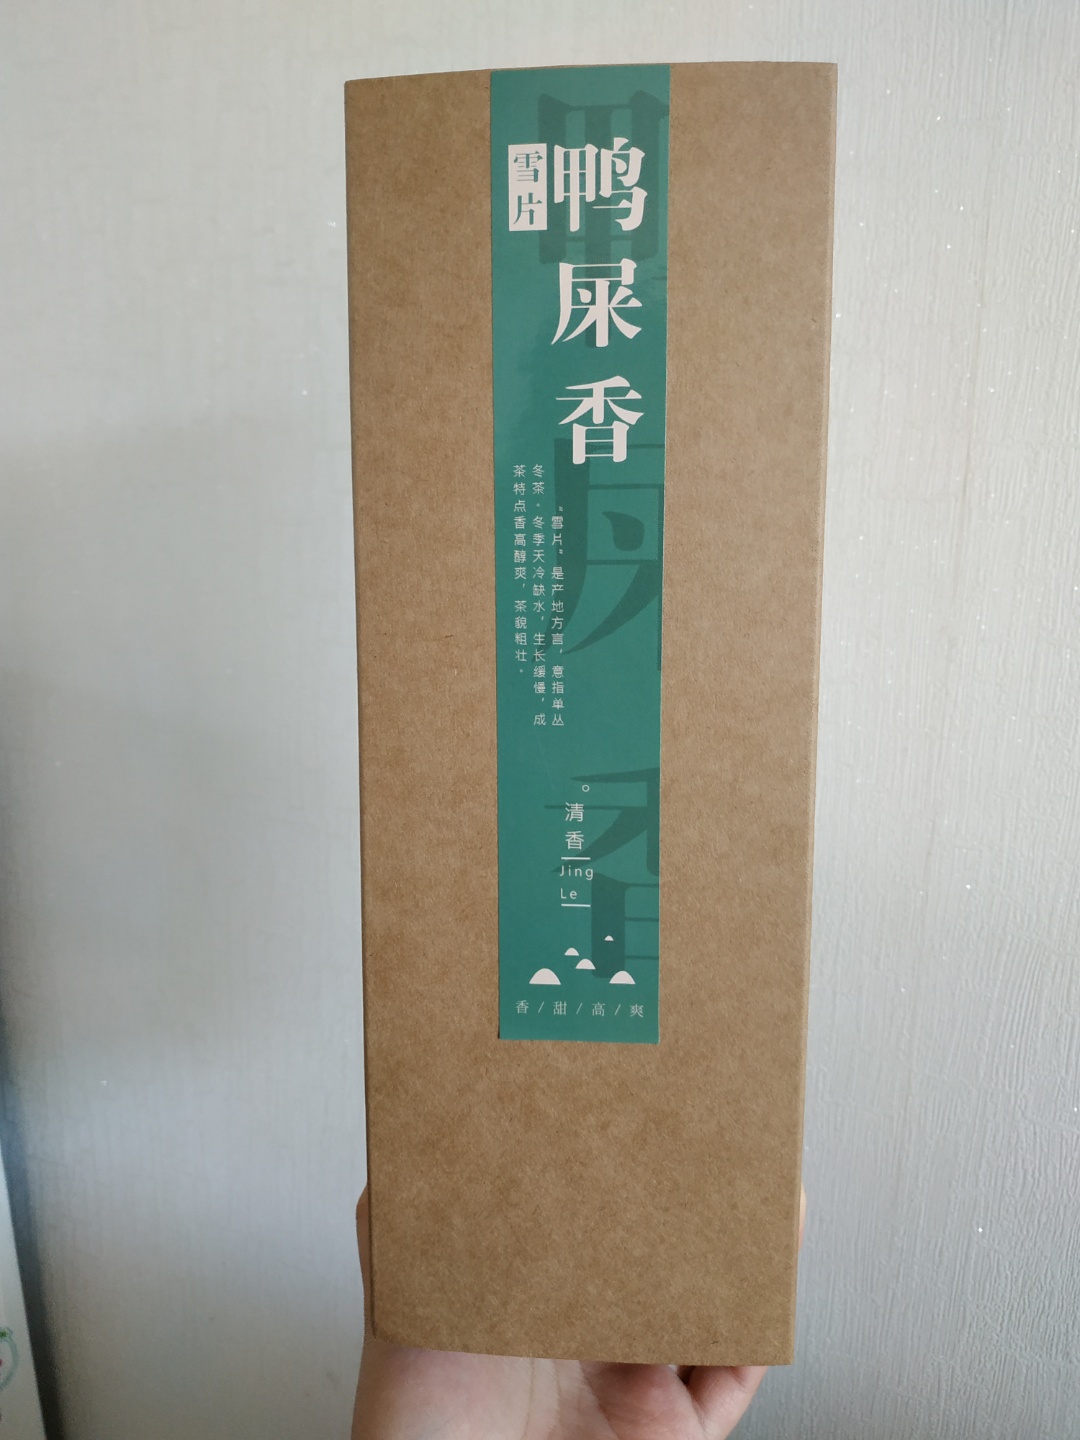 鸭屎香
雪片
“雪片”是产地方言，意指单丛
冬茶。冬季天冷缺水，生长缓慢，成
茶特点香高醇爽，茶貌粗壮。
清香
Jing
Le
香/甜/高/爽